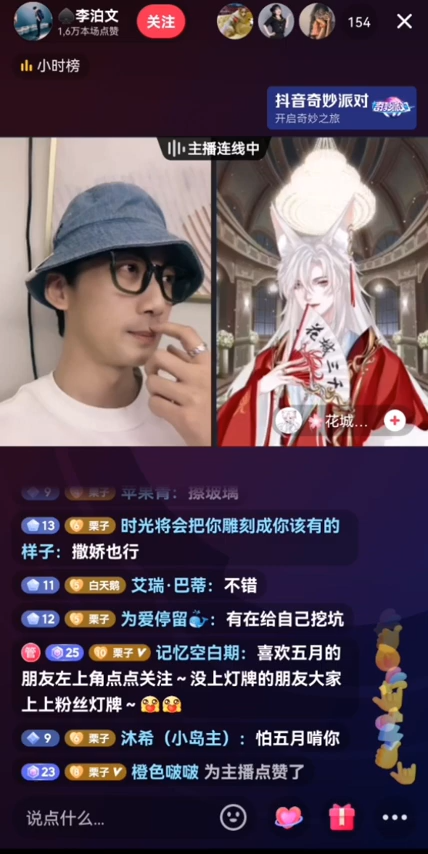 ♠李泊文
1.6万本场点赞
关注
154
小时榜
抖音奇妙派对
开启奇妙之旅
主播连线中
花城三千
花城...
9 栗子 苹果青：擦玻璃
13 栗子 时光将会把你雕刻成你该有的
样子：撒娇也行
11 白天鹅 艾瑞·巴蒂：不错
12 栗子 为爱停留🐳：有在给自己挖坑
管 25 栗子 记忆空白期：喜欢五月的
朋友左上角点点关注~没上灯牌的朋友大家
上上粉丝灯牌~
9 栗子 沐希（小岛主）：怕五月啃你
23 栗子 橙色啵啵 为主播点赞了
说点什么...